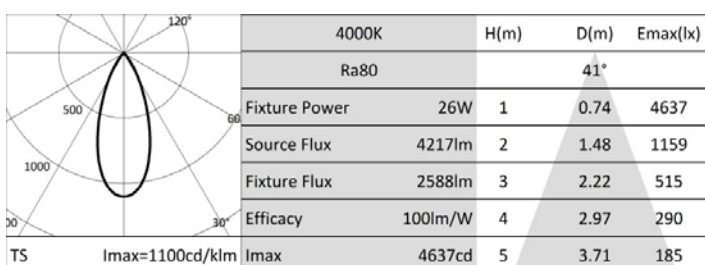 120°
500
60
1000
00
30°
TS Imax=1100cd/klm
4000K H(m) D(m) Emax(lx)
Ra80 41°
Fixture Power 26W 1 0.74 4637
Source Flux 4217lm 2 1.48 1159
Fixture Flux 2588lm 3 2.22 515
Efficacy 100lm/W 4 2.97 290
Imax 4637cd 5 3.71 185